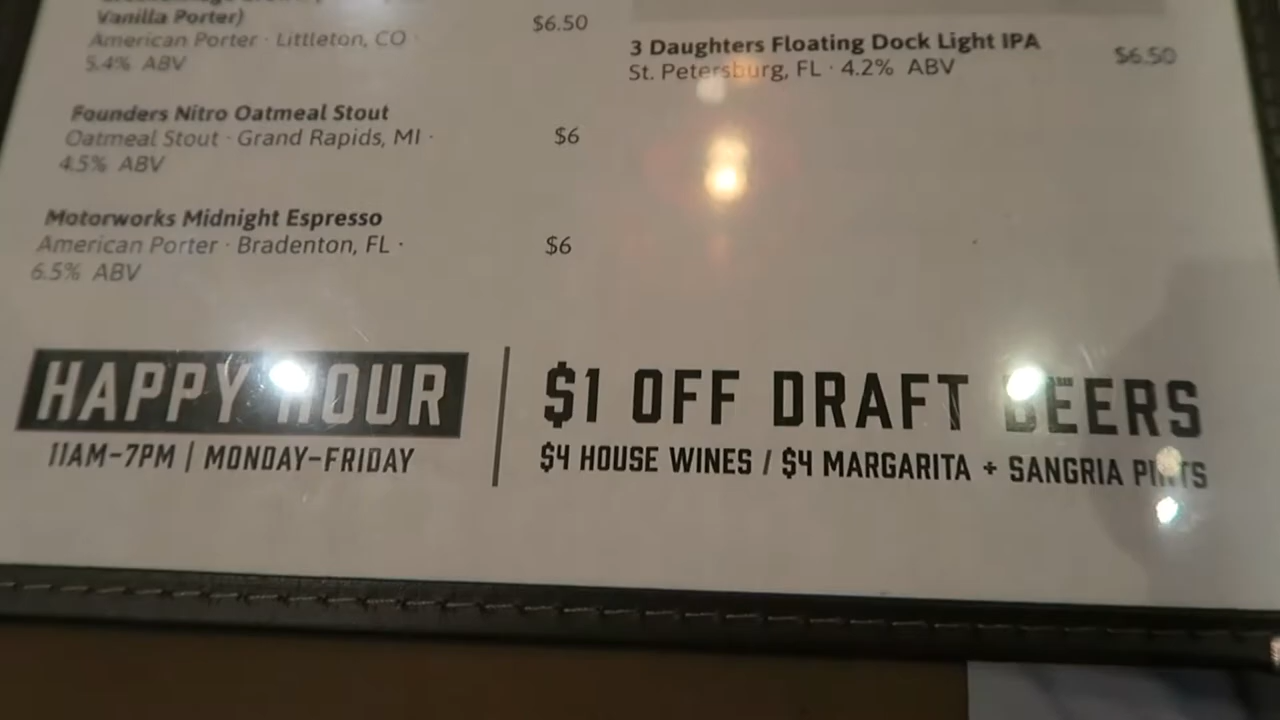 Vanilla Porter)
American Porter · Littleton, CO ·
5.4% ABV
$6.50
Founders Nitro Oatmeal Stout
Oatmeal Stout · Grand Rapids, MI ·
4.5% ABV
$6
Motorworks Midnight Espresso
American Porter · Bradenton, FL ·
6.5% ABV
$6
3 Daughters Floating Dock Light IPA
St. Petersburg, FL · 4.2% ABV
$6.50
HAPPY HOUR
11AM-7PM | MONDAY-FRIDAY
$1 OFF DRAFT BEERS
$4 HOUSE WINES / $4 MARGARITA + SANGRIA PINTS